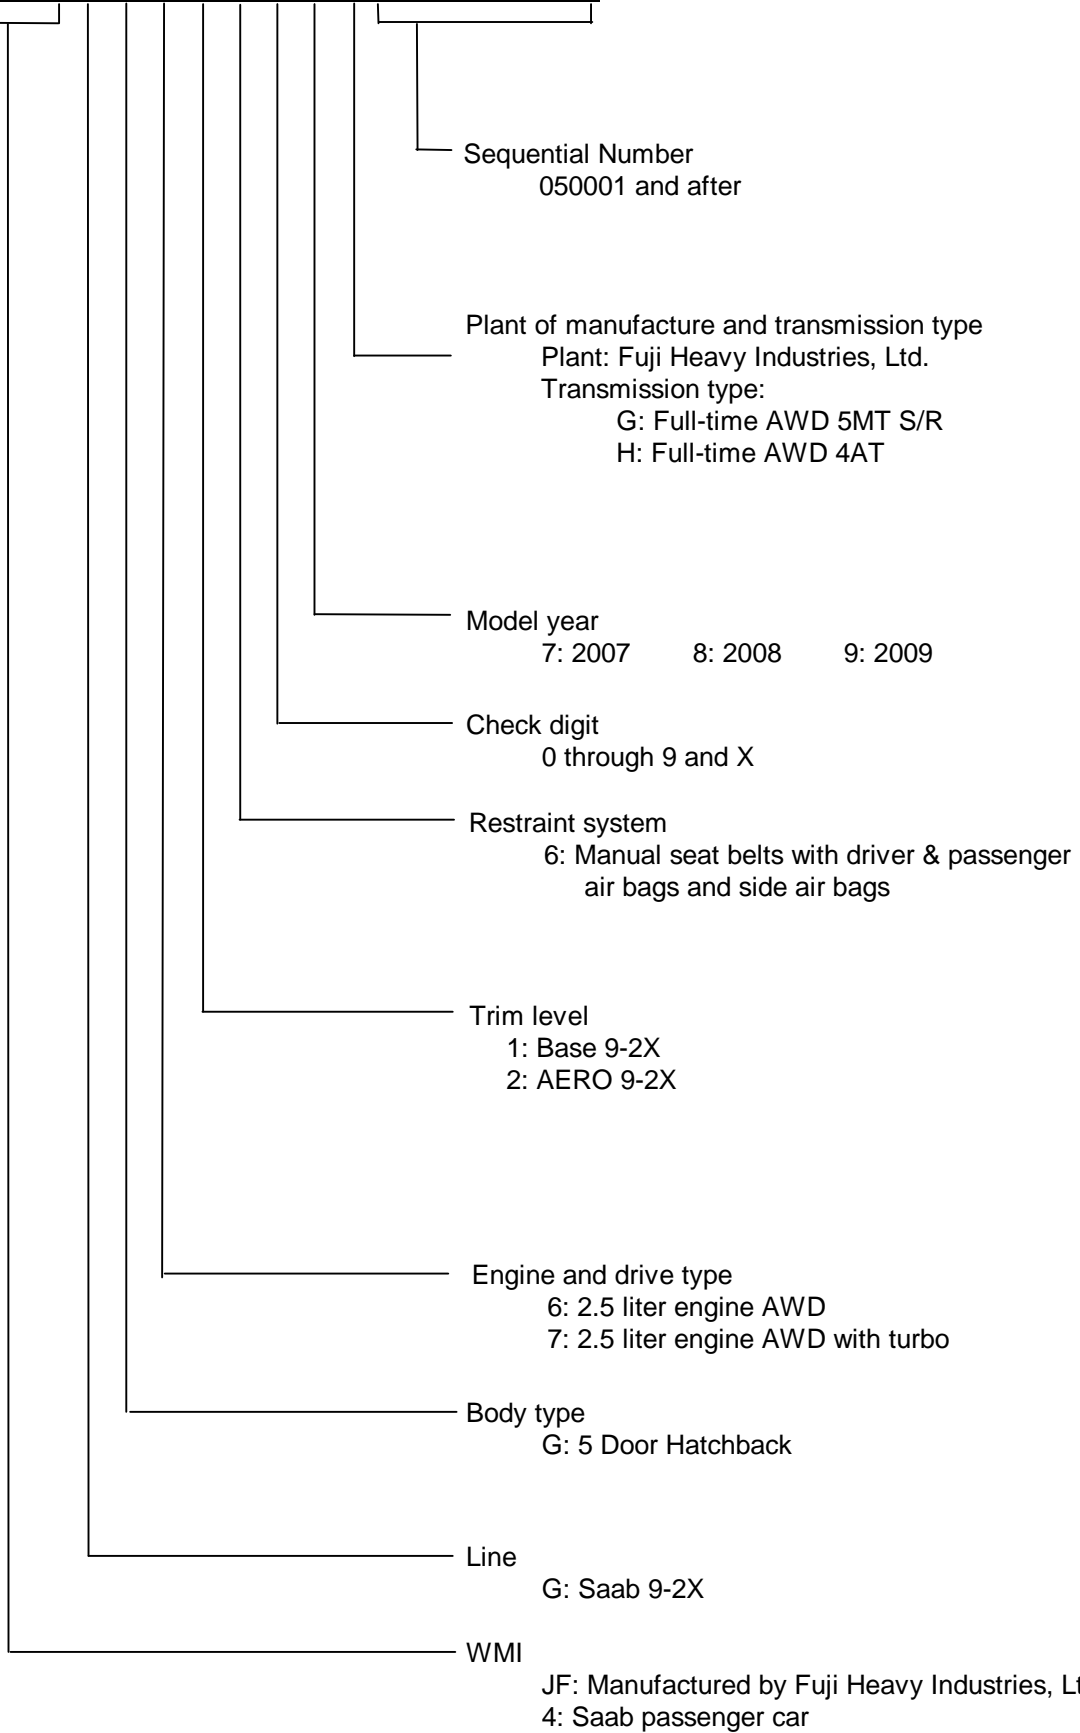 Sequential Number
050001 and after
Plant of manufacture and transmission type
Plant: Fuji Heavy Industries, Ltd.
Transmission type:
G: Full-time AWD 5MT S/R
H: Full-time AWD 4AT
Model year
7: 2007 8: 2008 9: 2009
Check digit
0 through 9 and X
Restraint system
6: Manual seat belts with driver & passenger
air bags and side air bags
Trim level
1: Base 9-2X
2: AERO 9-2X
Engine and drive type
6: 2.5 liter engine AWD
7: 2.5 liter engine AWD with turbo
Body type
G: 5 Door Hatchback
Line
G: Saab 9-2X
WMI
JF: Manufactured by Fuji Heavy Industries, Lt
4: Saab passenger car